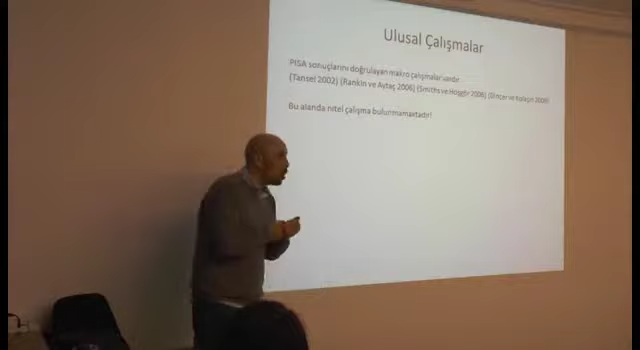 Ulusal Çalışmalar
PISA sonuçlarını doğrulayan makro çalışmalar vardır
(Tansel 2002) (Rankin ve Aytaç 2006) (Smiths ve Hoşgör 2006) (Dinçer ve Kolaşin 2009)
Bu alanda nitel çalışma bulunmamaktadır!